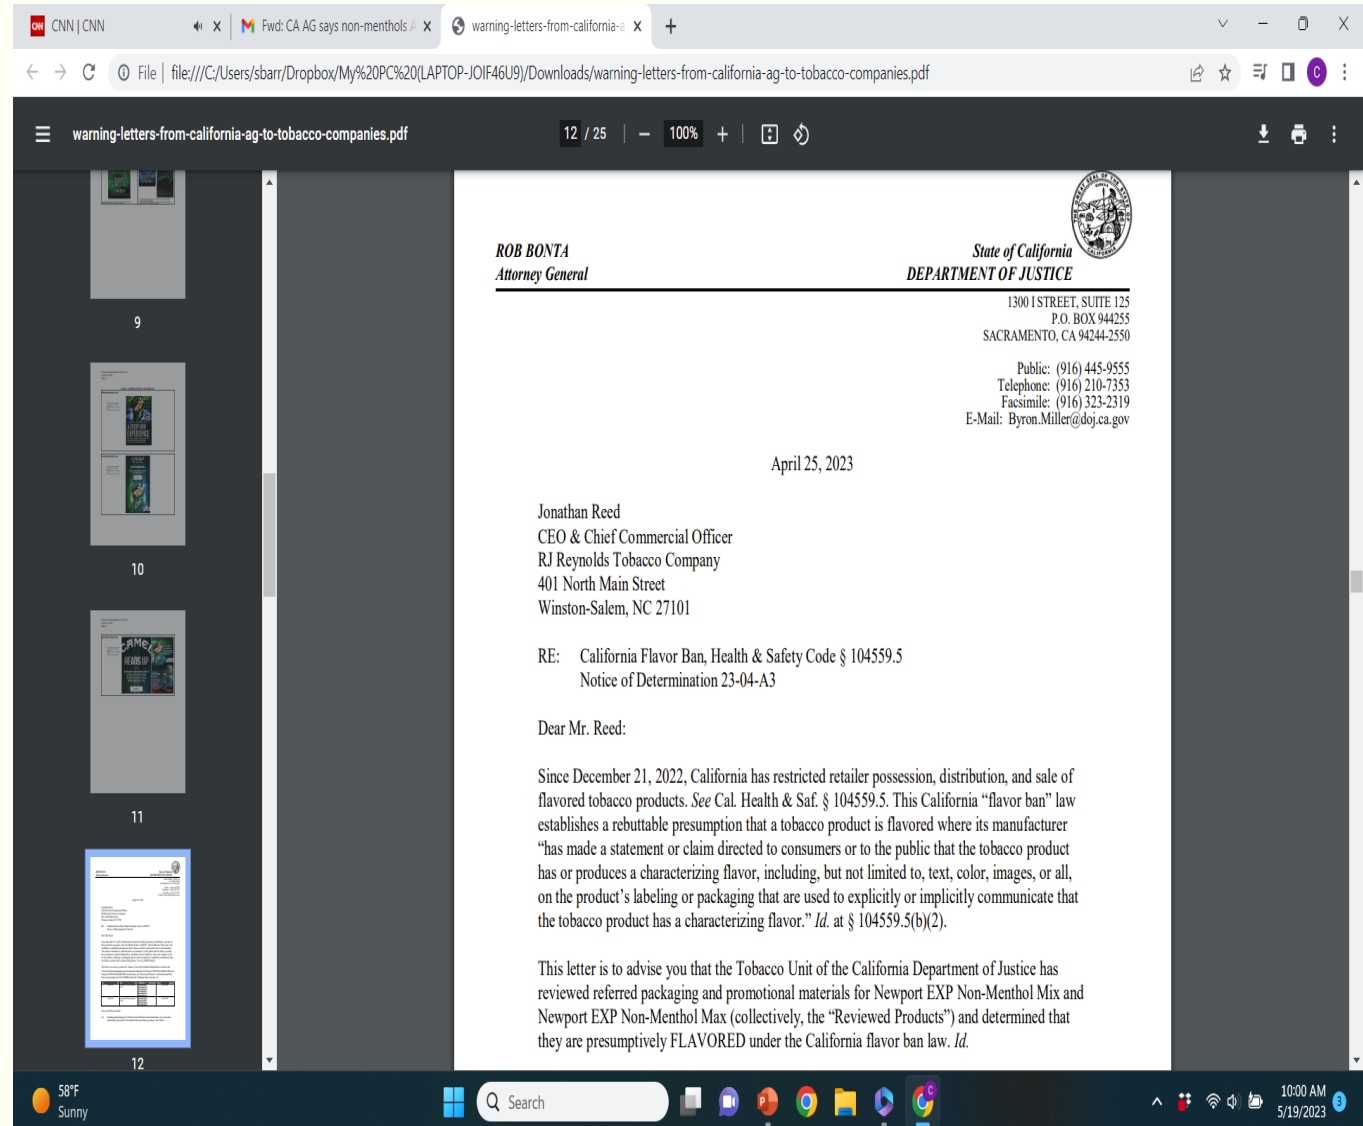 CNN | CNN
Fwd: CA AG says non-menthols A
warning-letters-from-california-a
File
file:///C:/Users/sbarr/Dropbox/My%20PC%20(LAPTOP-JOIF46U9)/Downloads/warning-letters-from-california-ag-to-tobacco-companies.pdf
C
warning-letters-from-california-ag-to-tobacco-companies.pdf
12 / 25
100%
9
10
CAMEL
HEADS UP
11
12
ROB BONTA
Attorney General
State of California
DEPARTMENT OF JUSTICE
1300 I STREET, SUITE 125
P.O. BOX 944255
SACRAMENTO, CA 94244-2550
Public: (916) 445-9555
Telephone: (916) 210-7353
Facsimile: (916) 323-2319
E-Mail: Byron.Miller@doj.ca.gov
April 25, 2023
Jonathan Reed
CEO & Chief Commercial Officer
RJ Reynolds Tobacco Company
401 North Main Street
Winston-Salem, NC 27101
RE: California Flavor Ban, Health & Safety Code § 104559.5
Notice of Determination 23-04-A3
Dear Mr. Reed:
Since December 21, 2022, California has restricted retailer possession, distribution, and sale of
flavored tobacco products. See Cal. Health & Saf. § 104559.5. This California “flavor ban” law
establishes a rebuttable presumption that a tobacco product is flavored where its manufacturer
“has made a statement or claim directed to consumers or to the public that the tobacco product
has or produces a characterizing flavor, including, but not limited to, text, color, images, or all,
on the product’s labeling or packaging that are used to explicitly or implicitly communicate that
the tobacco product has a characterizing flavor.” Id. at § 104559.5(b)(2).
This letter is to advise you that the Tobacco Unit of the California Department of Justice has
reviewed referred packaging and promotional materials for Newport EXP Non-Menthol Mix and
Newport EXP Non-Menthol Max (collectively, the “Reviewed Products”) and determined that
they are presumptively FLAVORED under the California flavor ban law. Id.
58°F
Sunny
Search
10:00 AM
5/19/2023
3